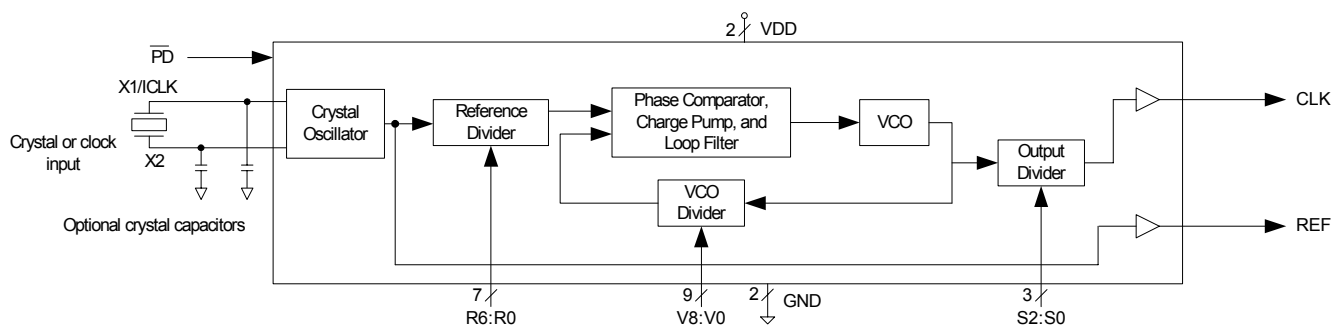 2 VDD
PD
X1/ICLK
X2
Crystal or clock
input
Optional crystal capacitors
Crystal
Oscillator
Reference
Divider
Phase Comparator,
Charge Pump, and
Loop Filter
VCO
VCO
Divider
Output
Divider
CLK
REF
7
R6:R0
9
V8:V0
2
GND
3
S2:S0